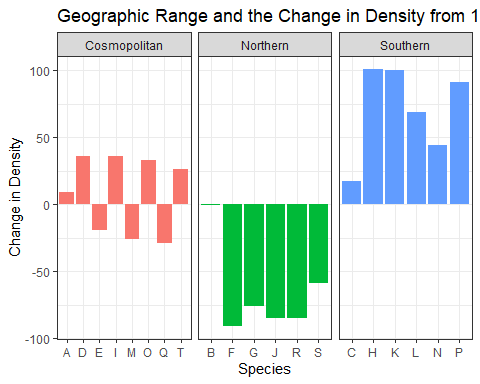 Geographic Range and the Change in Density from 1
Cosmopolitan Northern Southern
100
50
0
-50
-100
Change in Density
A D E I M O Q T B F G J R S C H K L N P
Species